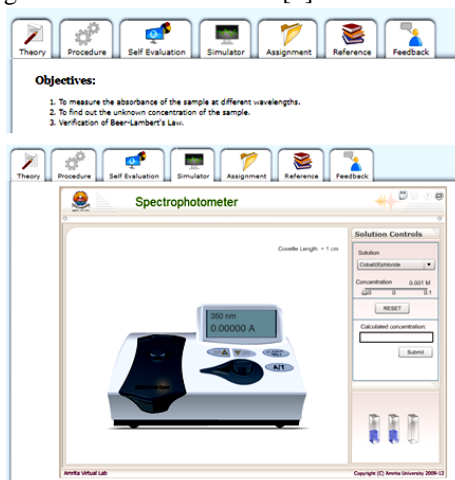 Theory Procedure Self Evaluation Simulator Assignment Reference Feedback
Objectives:
1. To measure the absorbance of the sample at different wavelengths.
2. To find out the unknown concentration of the sample.
3. Verification of Beer-Lambert's Law.
Theory Procedure Self Evaluation Simulator Assignment Reference Feedback
Spectrophotometer
Solution Controls
Cuvette Length = 1 cm
Solution
Cobalt(II)chloride
Concentration 0.001 M
0 0.1
RESET
350 nm
0.00000 A
Calculated concentration:
Submit
A/T
Amrita Virtual Lab
Copyright (C) Amrita University 2009-12